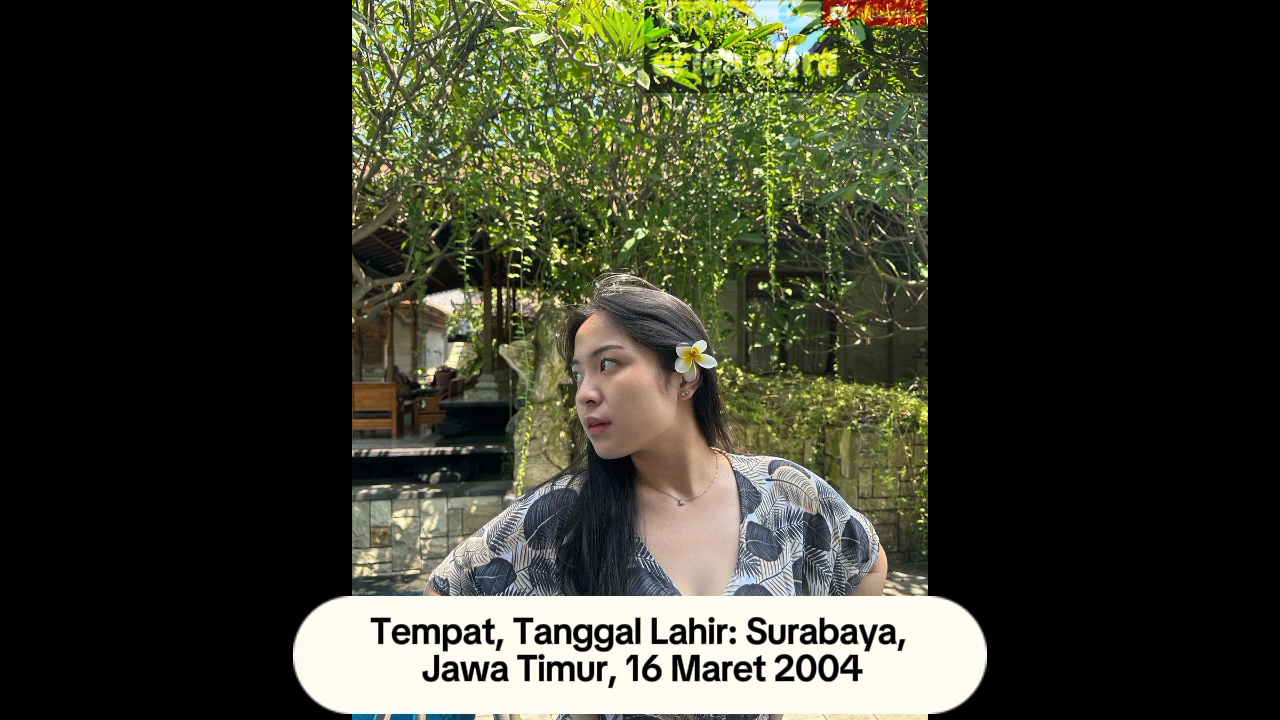 Tempat, Tanggal Lahir: Surabaya,
Jawa Timur, 16 Maret 2004